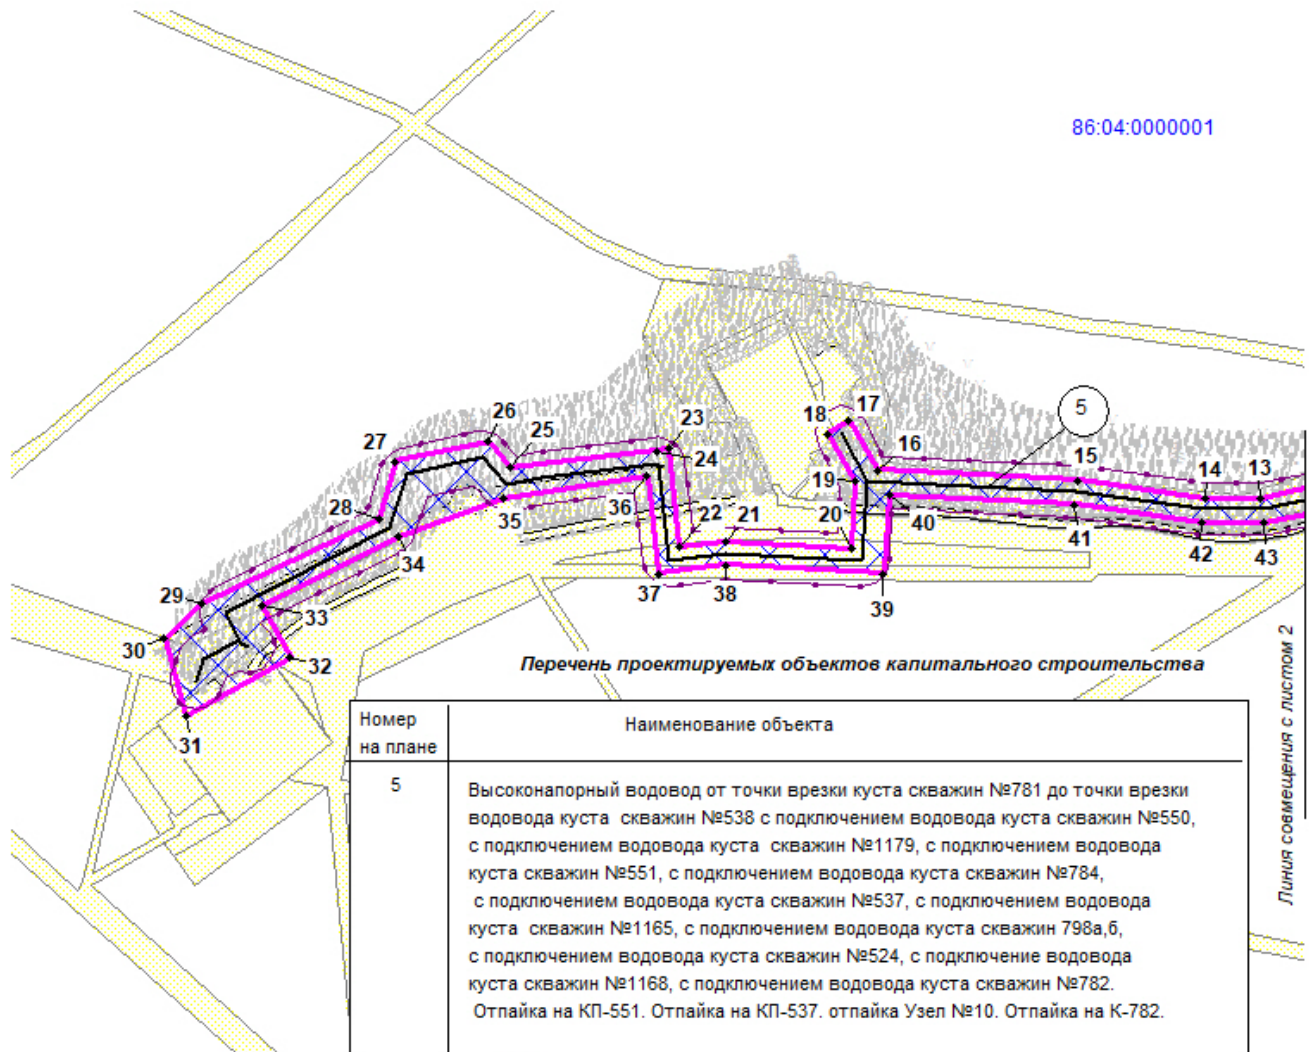 86:04:0000001
5
17
18
16
15
14
13
26
23
27
25
24
19
28
36
35
22
21
20
40
41
42
43
34
29
33
37
38
39
30
32
31
Перечень проектируемых объектов капитального строительства
Линия совмещения с листом 2
Номер
на плане
Наименование объекта
5
Высоконапорный водовод от точки врезки куста скважин №781 до точки врезки
водовода куста скважин №538 с подключением водовода куста скважин №550,
с подключением водовода куста скважин №1179, с подключением водовода
куста скважин №551, с подключением водовода куста скважин №784,
с подключением водовода куста скважин №537, с подключением водовода
куста скважин №1165, с подключением водовода куста скважин 798а,б,
с подключением водовода куста скважин №524, с подключение водовода
куста скважин №1168, с подключением водовода куста скважин №782.
Отпайка на КП-551. Отпайка на КП-537. отпайка Узел №10. Отпайка на К-782.